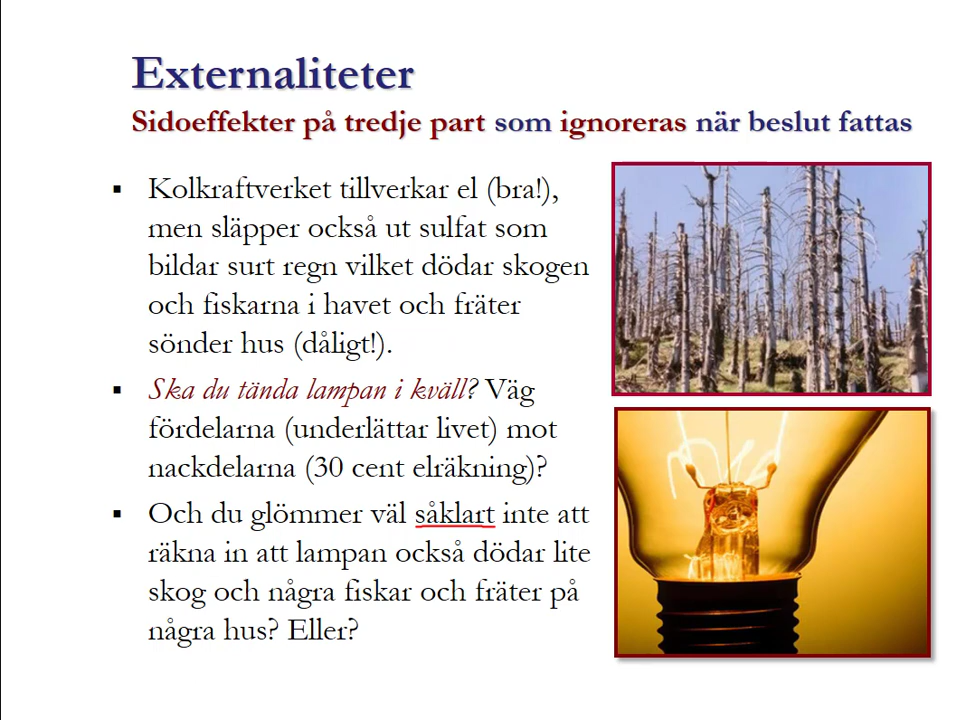 Externaliteter
Sidoeffekter på tredje part som ignoreras när beslut fattas
▪ Kolkraftverket tillverkar el (bra!),
men släpper också ut sulfat som
bildar surt regn vilket dödar skogen
och fiskarna i havet och fräter
sönder hus (dåligt!).
▪ Ska du tända lampan i kväll? Väg
fördelarna (underlättar livet) mot
nackdelarna (30 cent elräkning)?
▪ Och du glömmer väl såklart inte att
räkna in att lampan också dödar lite
skog och några fiskar och fräter på
några hus? Eller?